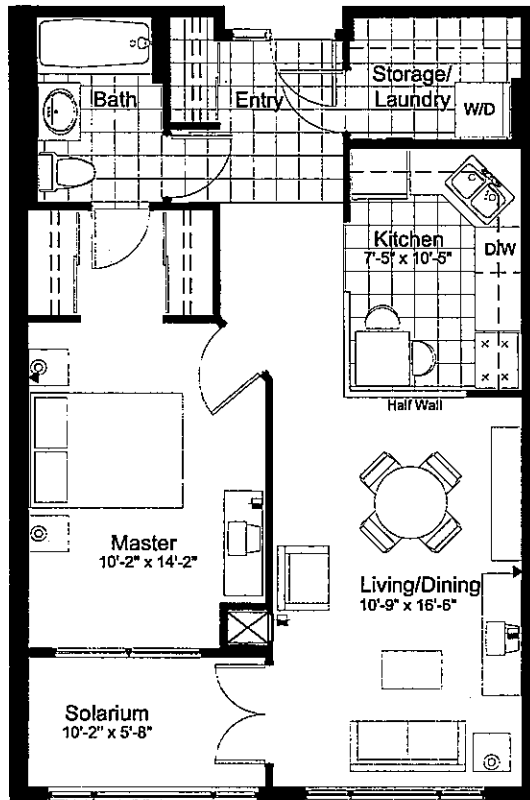 Bath
Entry
Storage/
Laundry
W/D
Kitchen
7'-5" x 10'-5"
D/W
Half Wall
Master
10'-2" x 14'-2"
Living/Dining
10'-9" x 16'-6"
Solarium
10'-2" x 5'-8"